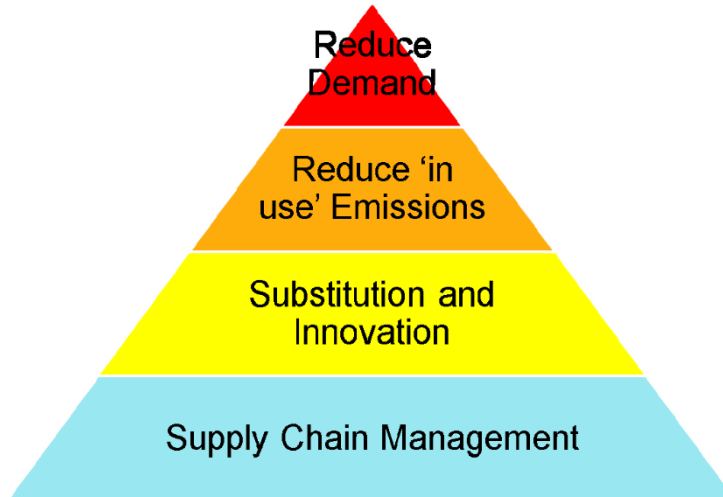 Reduce
Demand
Reduce ‘in
use’ Emissions
Substitution and
Innovation
Supply Chain Management